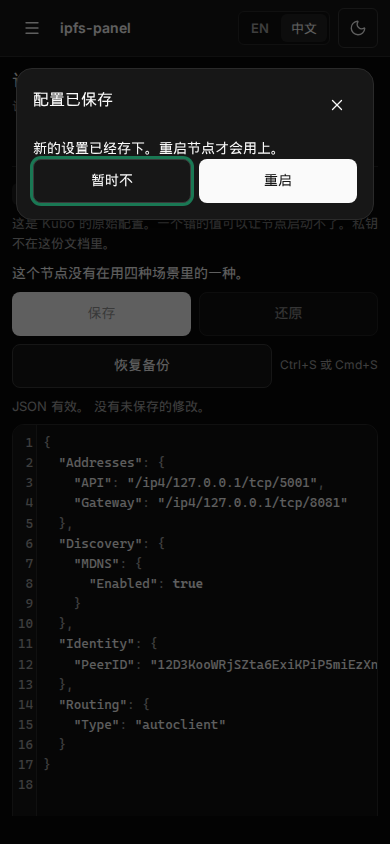 ipfs-panel
EN
中文
配置已保存
新的设置已经存下。重启节点才会用上。
暂时不
重启
这是 Kubo 的原始配置。一个错的值可以让节点启动不了。私钥
不在这份文档里。
这个节点没有在用四种场景里的一种。
保存
还原
恢复备份
Ctrl+S 或 Cmd+S
JSON 有效。 没有未保存的修改。
1 {
2 "Addresses": {
3 "API": "/ip4/127.0.0.1/tcp/5001",
4 "Gateway": "/ip4/127.0.0.1/tcp/8081"
5 },
6 "Discovery": {
7 "MDNS": {
8 "Enabled": true
9 }
10 },
11 "Identity": {
12 "PeerID": "12D3KooWRjSZta6ExiKPiP5miEzXn
13 },
14 "Routing": {
15 "Type": "autoclient"
16 }
17 }
18